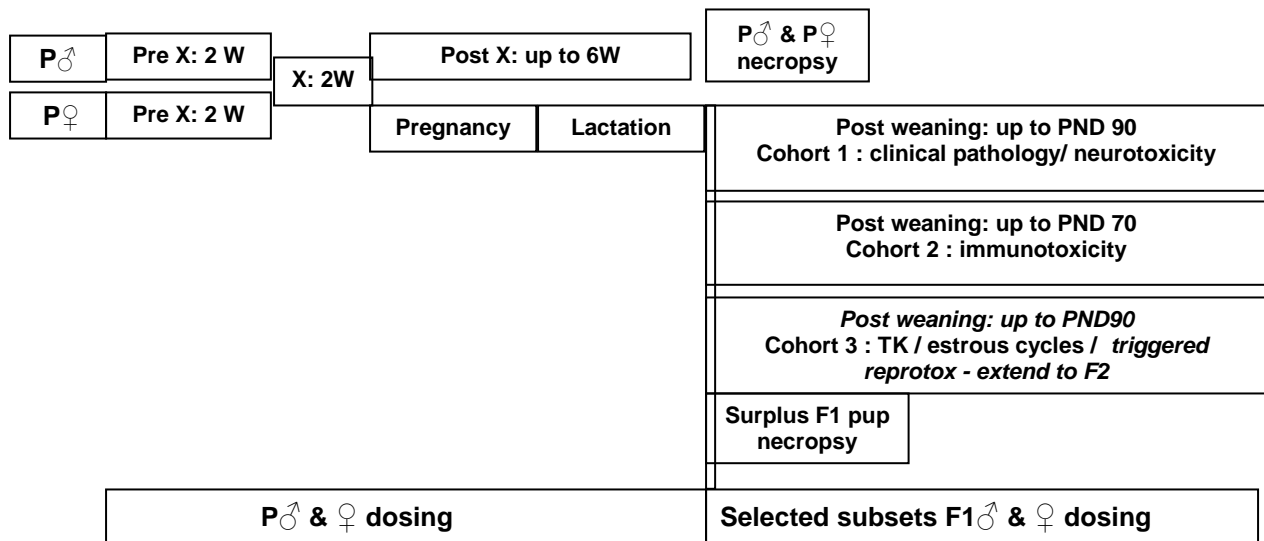 P♂
Pre X: 2 W
X: 2W
Post X: up to 6W
P♂ & P♀
necropsy
P♀
Pre X: 2 W
Pregnancy
Lactation
Post weaning: up to PND 90
Cohort 1 : clinical pathology/ neurotoxicity
Post weaning: up to PND 70
Cohort 2 : immunotoxicity
Post weaning: up to PND90
Cohort 3 : TK / estrous cycles / triggered
reprotox - extend to F2
Surplus F1 pup
necropsy
P♂ & ♀ dosing
Selected subsets F1♂ & ♀ dosing